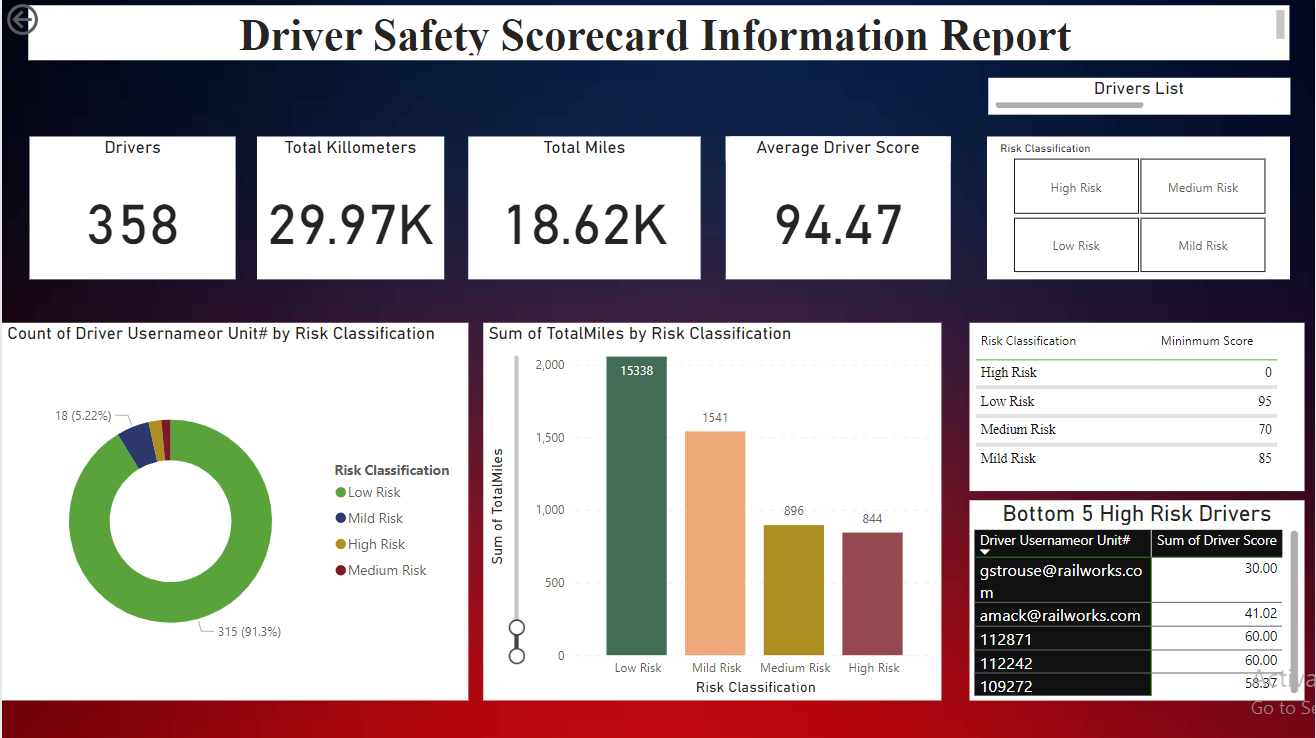 Driver Safety Scorecard Information Report
Drivers List
Drivers
358
Total Killometers
29.97K
Total Miles
18.62K
Average Driver Score
94.47
Risk Classification
High Risk
Medium Risk
Low Risk
Mild Risk
Count of Driver Usernameor Unit# by Risk Classification
18 (5.22%)
315 (91.3%)
Risk Classification
Low Risk
Mild Risk
High Risk
Medium Risk
Sum of TotalMiles by Risk Classification
Sum of TotalMiles
2,000
1,500
1,000
500
0
15338
1541
896
844
Low Risk
Mild Risk
Medium Risk
High Risk
Risk Classification
Risk Classification Mininmum Score
High Risk 0
Low Risk 95
Medium Risk 70
Mild Risk 85
Bottom 5 High Risk Drivers
Driver Usernameor Unit# Sum of Driver Score
gstrouse@railworks.co 30.00
m
amack@railworks.com 41.02
112871 60.00
112242 60.00
109272 58.37
Activa
Go to Se